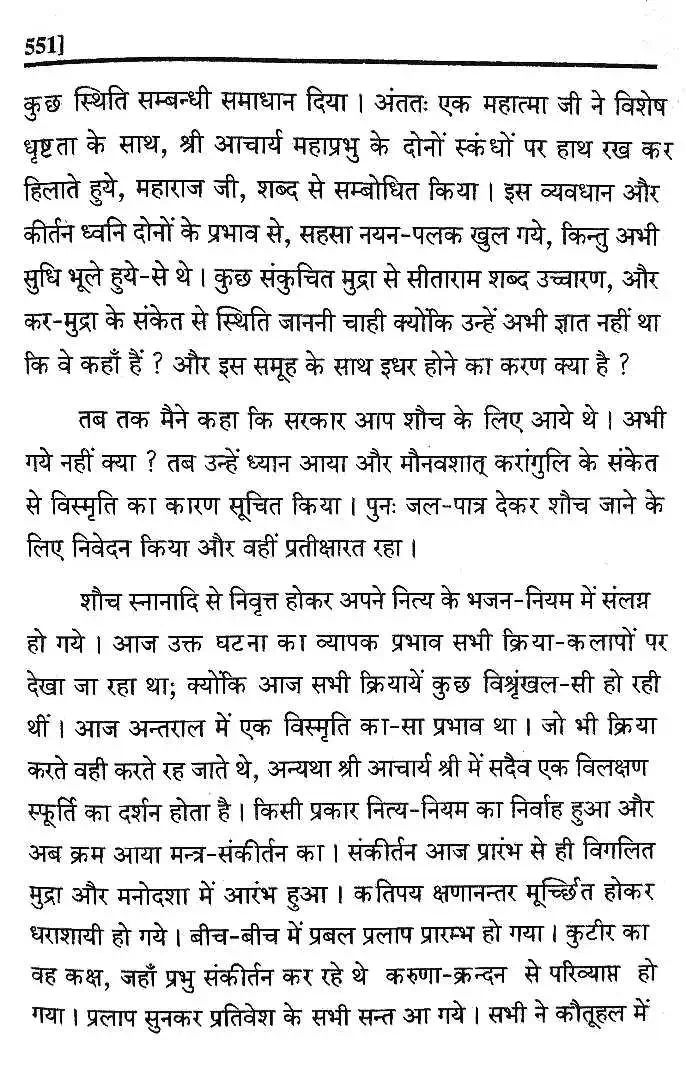 551]
कुछ स्थिति सम्बन्धी समाधान दिया । अंततः एक महात्मा जी ने विशेष
धृष्टता के साथ, श्री आचार्य महाप्रभु के दोनों स्कंधों पर हाथ रख कर
हिलाते हुये, महाराज जी, शब्द से सम्बोधित किया । इस व्यवधान और
कीर्तन ध्वनि दोनों के प्रभाव से, सहसा नयन-पलक खुल गये, किन्तु अभी
सुधि भूले हुये-से थे । कुछ संकुचित मुद्रा से सीताराम शब्द उच्चारण, और
कर-मुद्रा के संकेत से स्थिति जाननी चाही क्योंकि उन्हें अभी ज्ञात नहीं था
कि वे कहाँ हैं ? और इस समूह के साथ इधर होने का करण क्या है ?
तब तक मैने कहा कि सरकार आप शौच के लिए आये थे । अभी
गये नहीं क्या ? तब उन्हें ध्यान आया और मौनवशात् करांगुलि के संकेत
से विस्मृति का कारण सूचित किया । पुनः जल-पात्र देकर शौच जाने के
लिए निवेदन किया और वहीं प्रतीक्षारत रहा ।
शौच स्नानादि से निवृत्त होकर अपने नित्य के भजन-नियम में संलग्न
हो गये । आज उक्त घटना का व्यापक प्रभाव सभी क्रिया-कलापों पर
देखा जा रहा था; क्योंकि आज सभी क्रियायें कुछ विश्रृंखल-सी हो रही
थीं । आज अन्तराल में एक विस्मृति का-सा प्रभाव था । जो भी क्रिया
करते वही करते रह जाते थे, अन्यथा श्री आचार्य श्री में सदैव एक विलक्षण
स्फूर्ति का दर्शन होता है । किसी प्रकार नित्य-नियम का निर्वाह हुआ और
अब क्रम आया मन्त्र-संकीर्तन का । संकीर्तन आज प्रारंभ से ही विगलित
मुद्रा और मनोदशा में आरंभ हुआ । कतिपय क्षणानन्तर मूर्च्छित होकर
धराशायी हो गये । बीच-बीच में प्रबल प्रलाप प्रारम्भ हो गया । कुटीर का
वह कक्ष, जहाँ प्रभु संकीर्तन कर रहे थे करुणा-क्रन्दन से परिव्याप्त हो
गया । प्रलाप सुनकर प्रतिवेश के सभी सन्त आ गये । सभी ने कौतूहल में